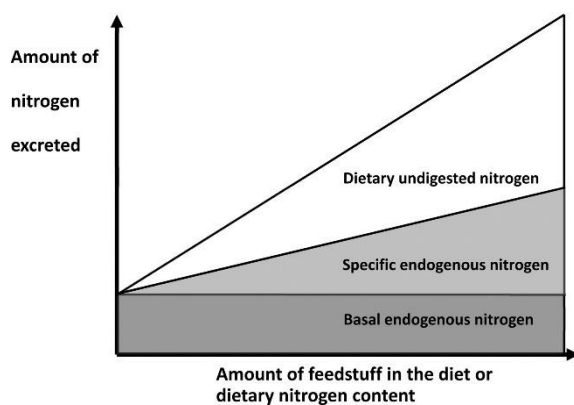 Amount of
nitrogen
excreted
Dietary undigested nitrogen
Specific endogenous nitrogen
Basal endogenous nitrogen
Amount of feedstuff in the diet or
dietary nitrogen content